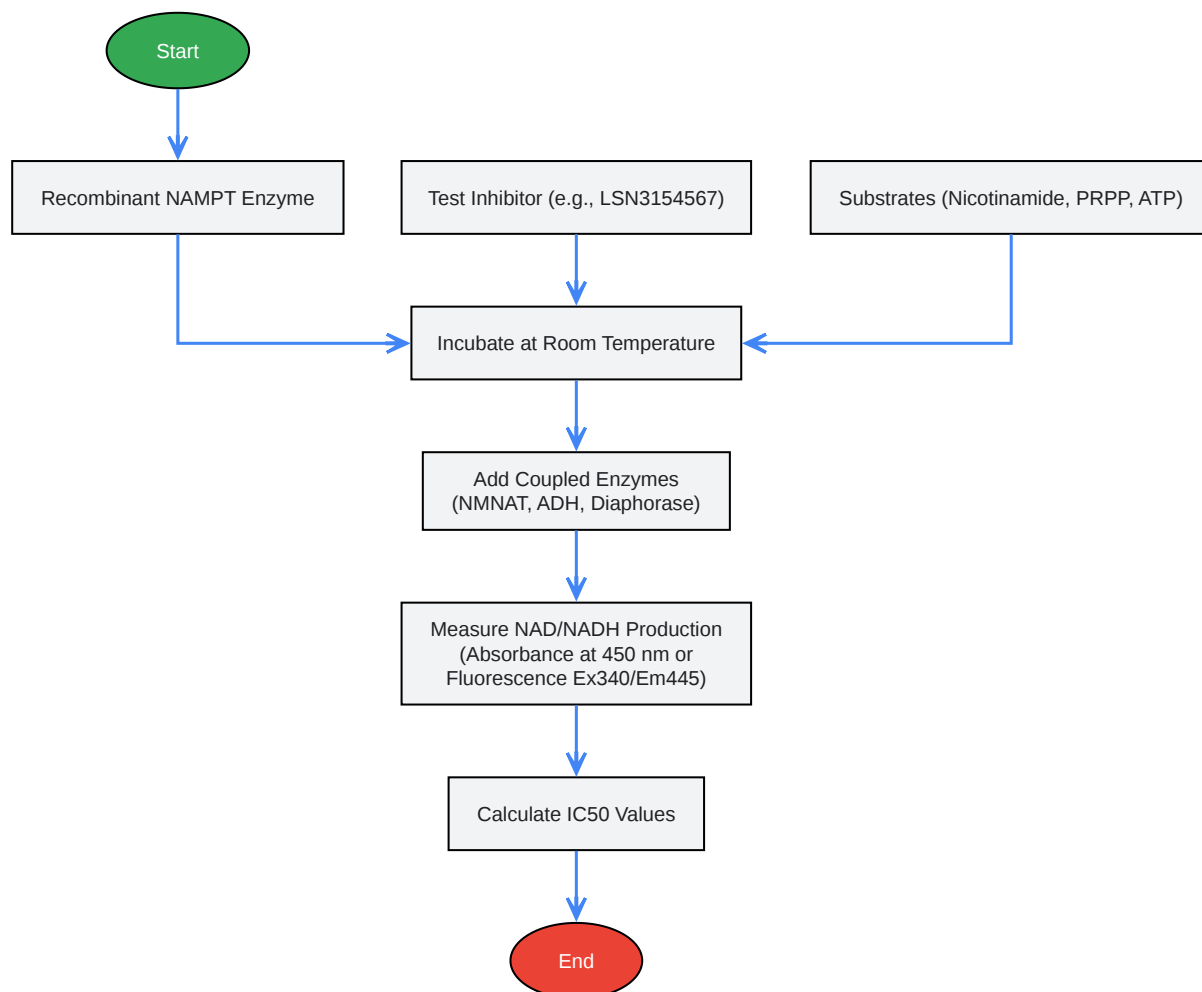 Start
Recombinant NAMPT Enzyme
Test Inhibitor (e.g., LSN3154567)
Substrates (Nicotinamide, PRPP, ATP)
Incubate at Room Temperature
Add Coupled Enzymes
(NMNAT, ADH, Diaphorase)
Measure NAD/NADH Production
(Absorbance at 450 nm or
Fluorescence Ex340/Em445)
Calculate IC50 Values
End